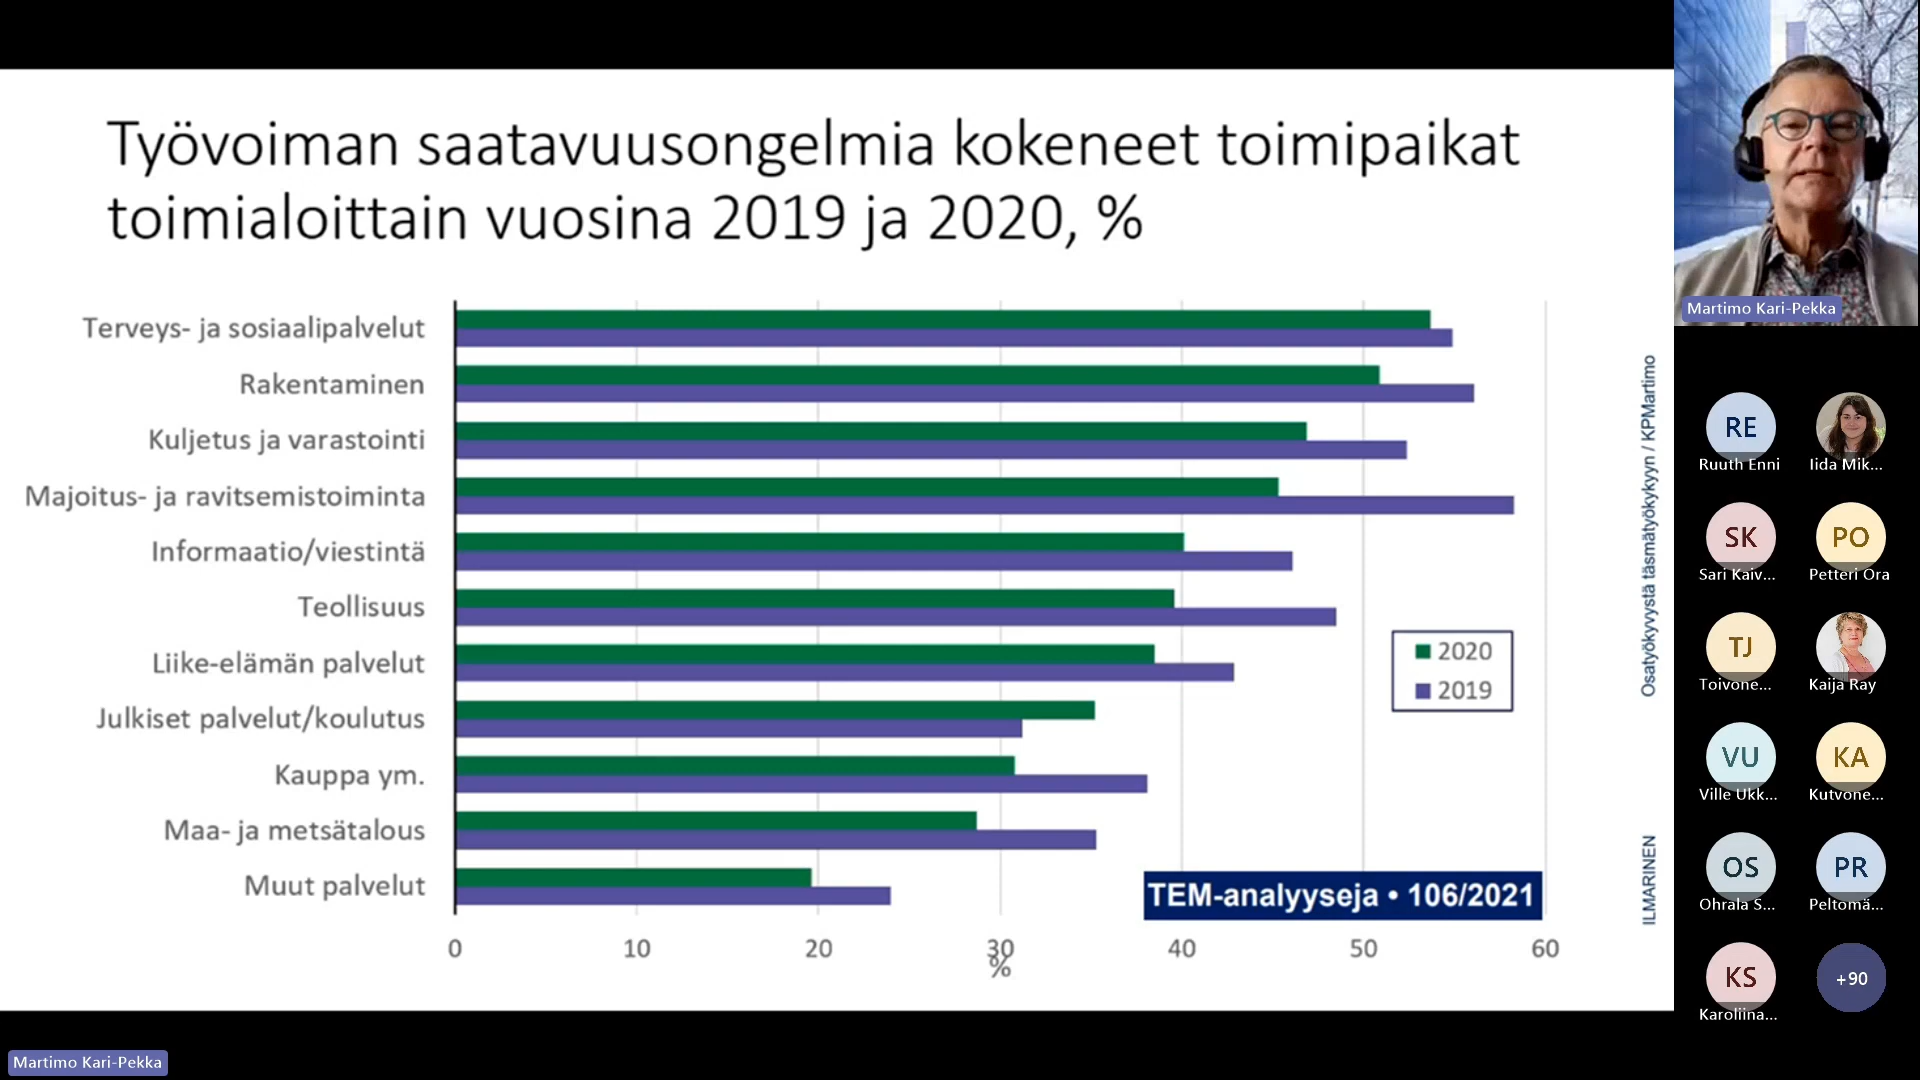 Työvoiman saatavuusongelmia kokeneet toimipaikat
toimialoittain vuosina 2019 ja 2020, %
Terveys- ja sosiaalipalvelut
Rakentaminen
Kuljetus ja varastointi
Majoitus- ja ravitsemistoiminta
Informaatio/viestintä
Teollisuus
Liike-elämän palvelut
Julkiset palvelut/koulutus
Kauppa ym.
Maa- ja metsätalous
Muut palvelut
0 10 20 30 40 50 60
%
2020
2019
TEM-analyyseja • 106/2021
Osatyökyvystä täsmätyökykyyn / KPMartimo
ILMARINEN
Martimo Kari-Pekka
RE
Ruuth Enni
Iida Mik...
SK
Sari Kaiv...
PO
Petteri Ora
TJ
Toivone...
Kaija Ray
VU
Ville Ukk...
KA
Kutvone...
OS
Ohrala S...
PR
Peltomä...
KS
Karoliina...
+90
Martimo Kari-Pekka